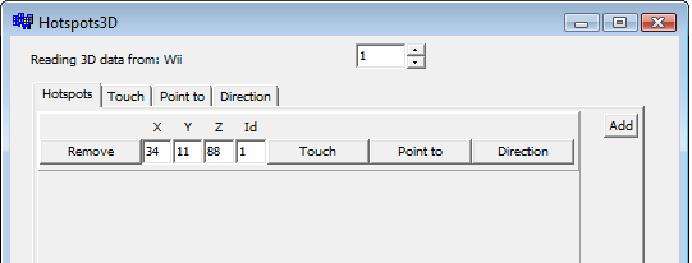 Hotspots3D
Reading 3D data from: Wii 1
Hotspots Touch Point to Direction
X Y Z Id Add
Remove 34 11 88 1 Touch Point to Direction